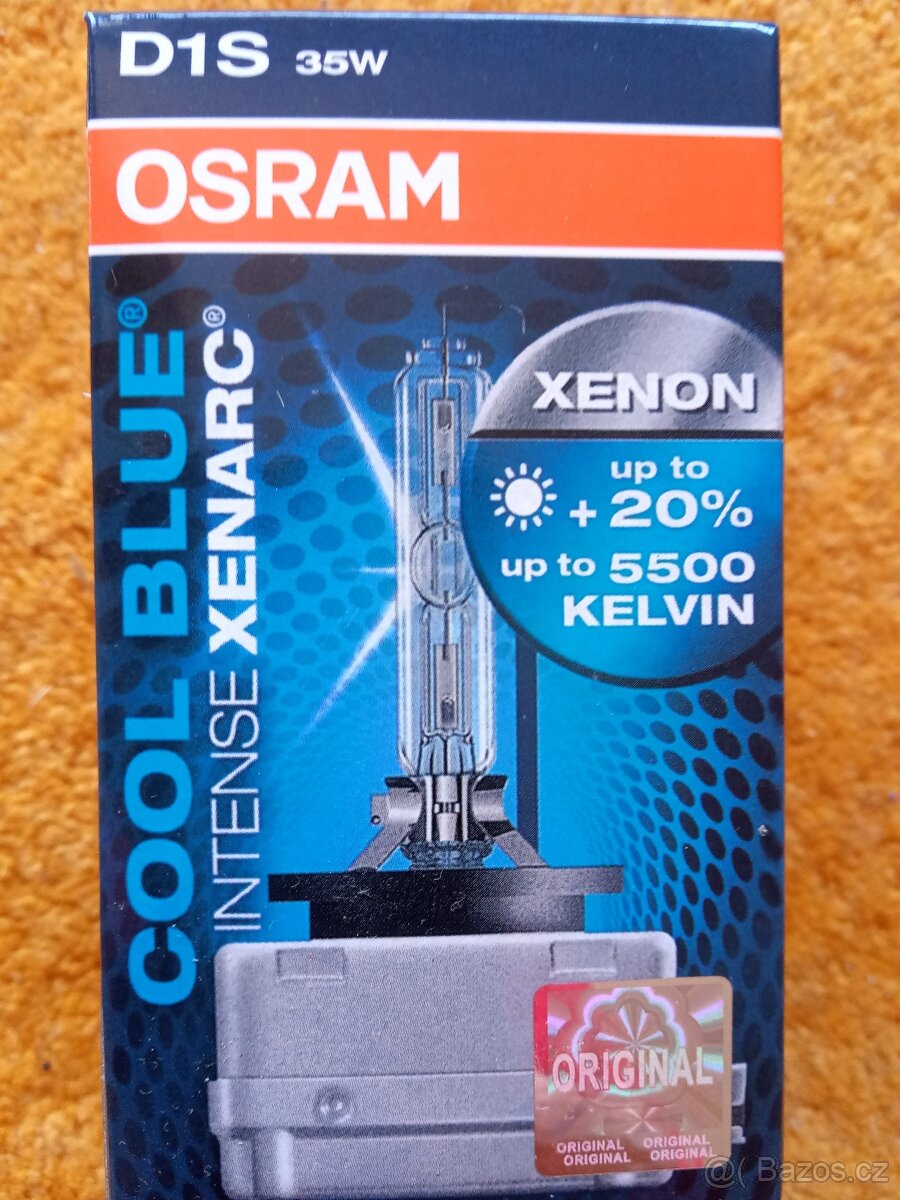 D1S 35W
OSRAM
COOL BLUE®
INTENSE XENARC®
XENON
up to
+ 20%
up to 5500
KELVIN
ORIGINAL
ORIGINAL ORIGINAL
ORIGINAL ORIGINAL
@( Bazos.cz